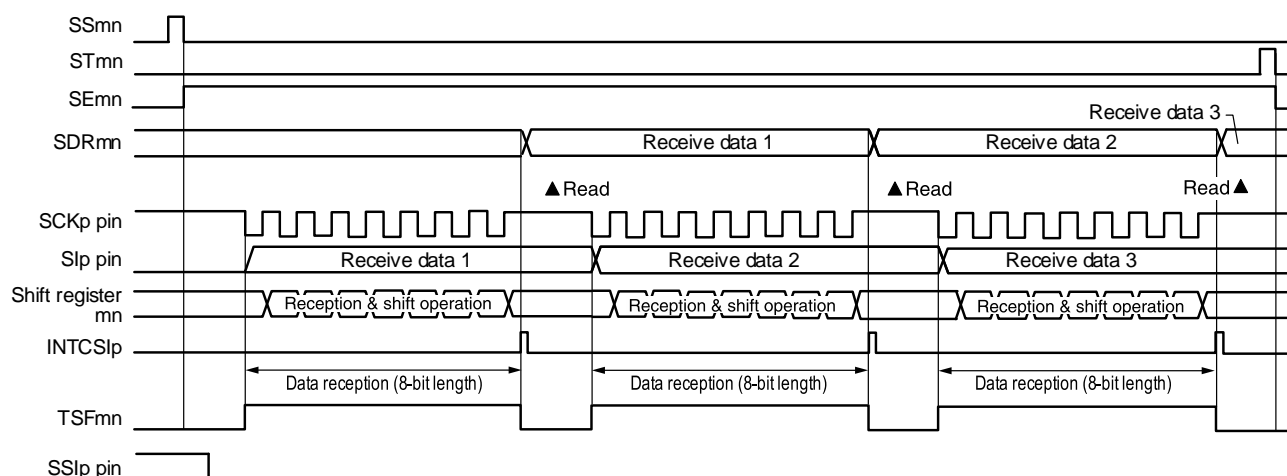 SSmn
STmn
SEmn
Receive data 3
SDRmn Receive data 1 Receive data 2
▲Read ▲Read Read▲
SCKp pin
SIp pin Receive data 1 Receive data 2 Receive data 3
Shift register
mn Reception & shift operation Reception & shift operation Reception & shift operation
INTCSIp
Data reception (8-bit length) Data reception (8-bit length) Data reception (8-bit length)
TSFmn
SSIp pin